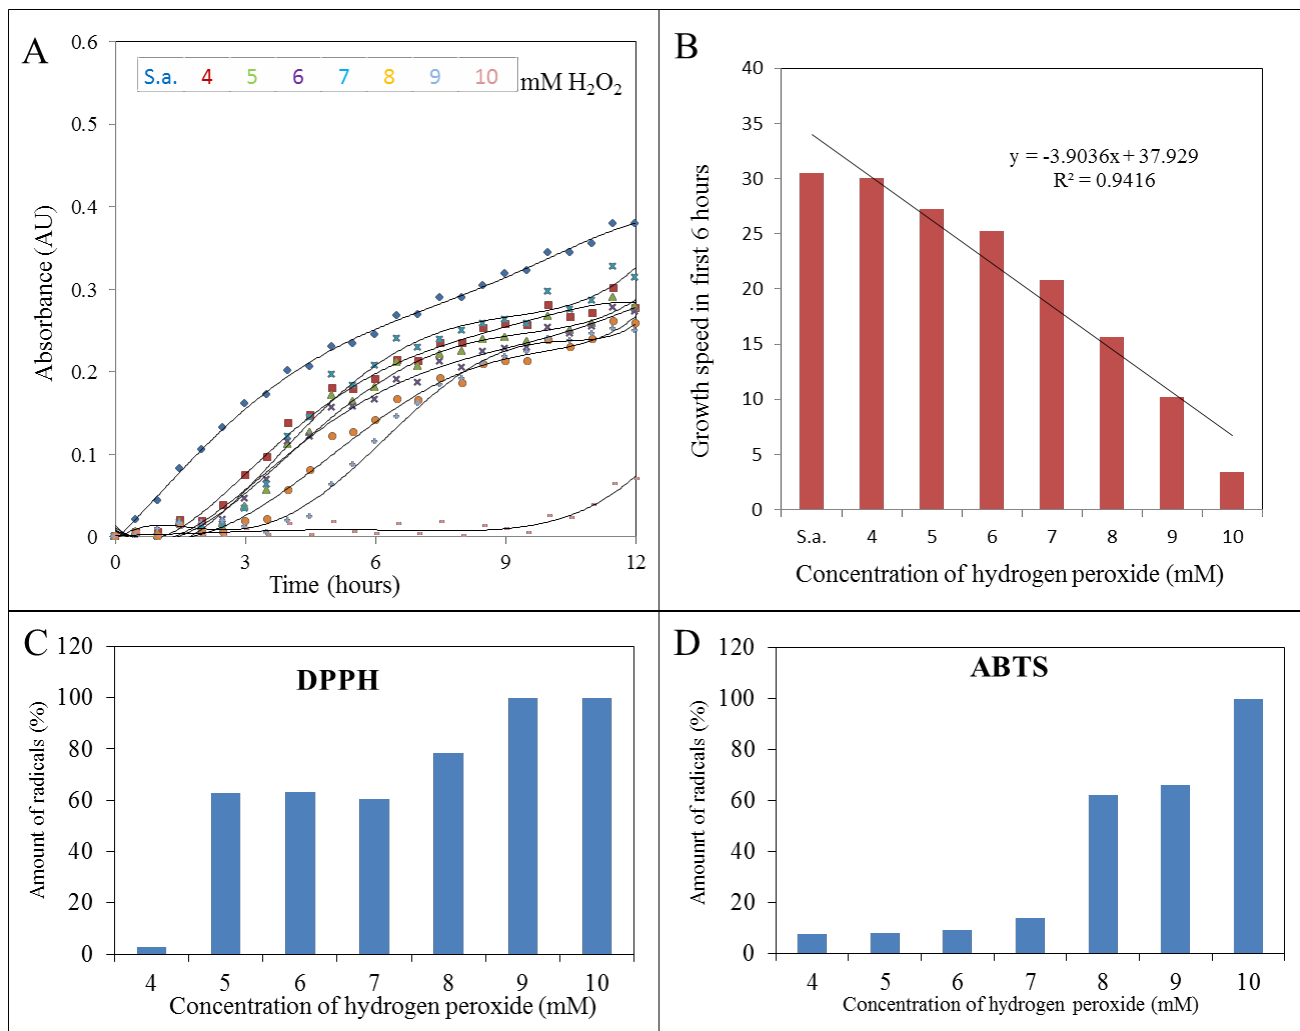 A
0.6
0.5
0.4
0.3
0.2
0.1
0
Absorbance (AU)
S.a. 4 5 6 7 8 9 10 mM H₂O₂
0 3 6 9 12
Time (hours)
B
40
35
30
25
20
15
10
5
0
Growth speed in first 6 hours
y = -3.9036x + 37.929
R² = 0.9416
S.a. 4 5 6 7 8 9 10
Concentration of hydrogen peroxide (mM)
C
DPPH
120
100
80
60
40
20
0
Amount of radicals (%)
4 5 6 7 8 9 10
Concentration of hydrogen peroxide (mM)
D
ABTS
120
100
80
60
40
20
0
Amounrt of radicals (%)
4 5 6 7 8 9 10
Concentration of hydrogen peroxide (mM)